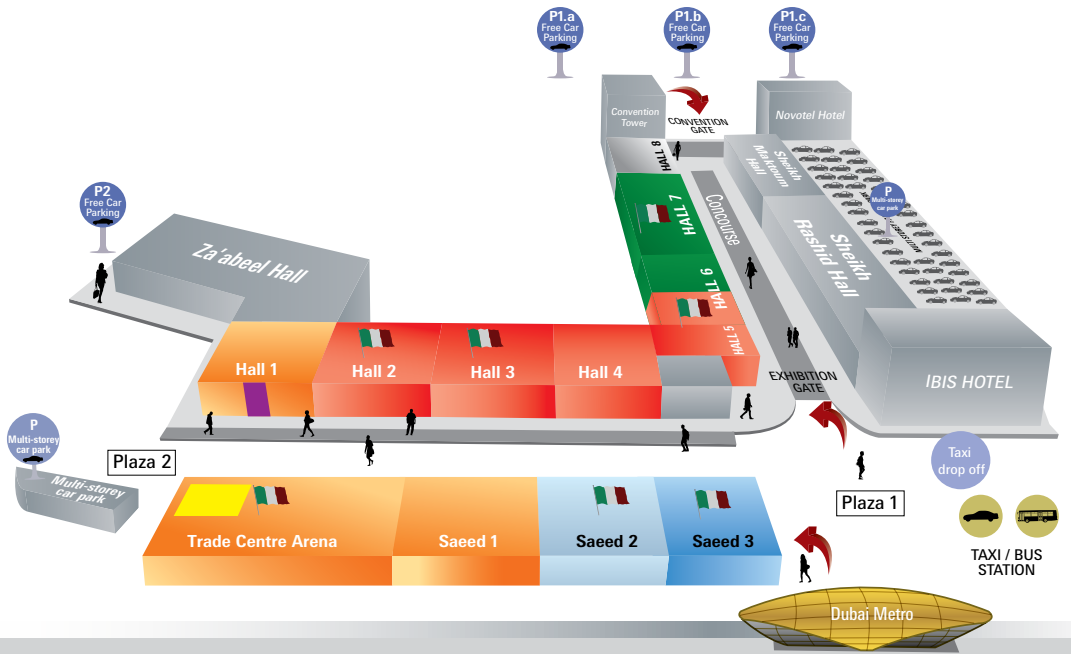 P1.a
Free Car
Parking
P1.b
Free Car
Parking
P1.c
Free Car
Parking
Convention
Tower
CONVENTION
GATE
Novotel Hotel
HALL 8
Sheikh
Maktoum
Hall
P2
Free Car
Parking
P
Multi-storey
car park
HALL 7
Concourse
Za'abeel Hall
Sheikh
Rashid Hall
HALL 6
HALL 5
Hall 1
Hall 2
Hall 3
Hall 4
EXHIBITION
GATE
IBIS HOTEL
P
Multi-storey
car park
Plaza 2
Multi-storey
car park
Taxi
drop off
Plaza 1
Trade Centre Arena
Saeed 1
Saeed 2
Saeed 3
TAXI / BUS
STATION
Dubai Metro